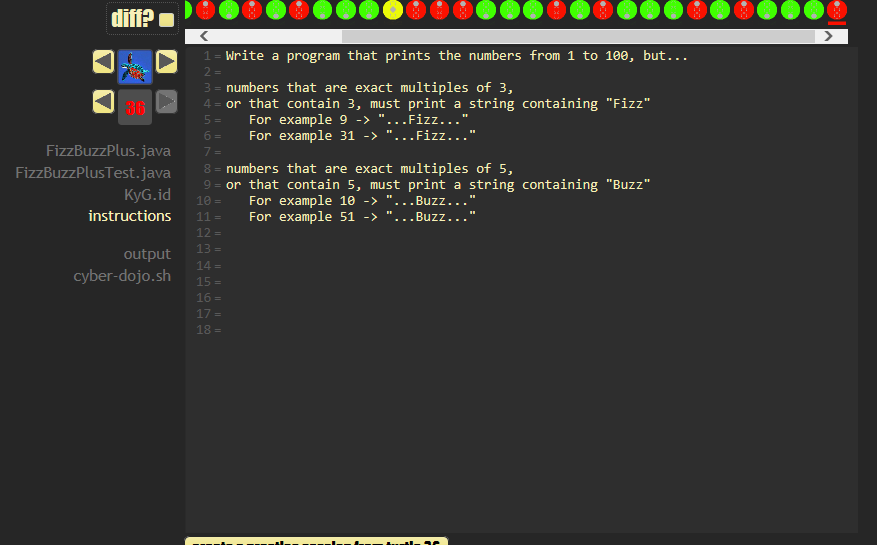 diff?
36
FizzBuzzPlus.java
FizzBuzzPlusTest.java
KyG.id
instructions
output
cyber-dojo.sh
1 = Write a program that prints the numbers from 1 to 100, but...
2 =
3 = numbers that are exact multiples of 3,
4 = or that contain 3, must print a string containing "Fizz"
5 = For example 9 -> "...Fizz..."
6 = For example 31 -> "...Fizz..."
7 =
8 = numbers that are exact multiples of 5,
9 = or that contain 5, must print a string containing "Buzz"
10 = For example 10 -> "...Buzz..."
11 = For example 51 -> "...Buzz..."
12 =
13 =
14 =
15 =
16 =
17 =
18 =